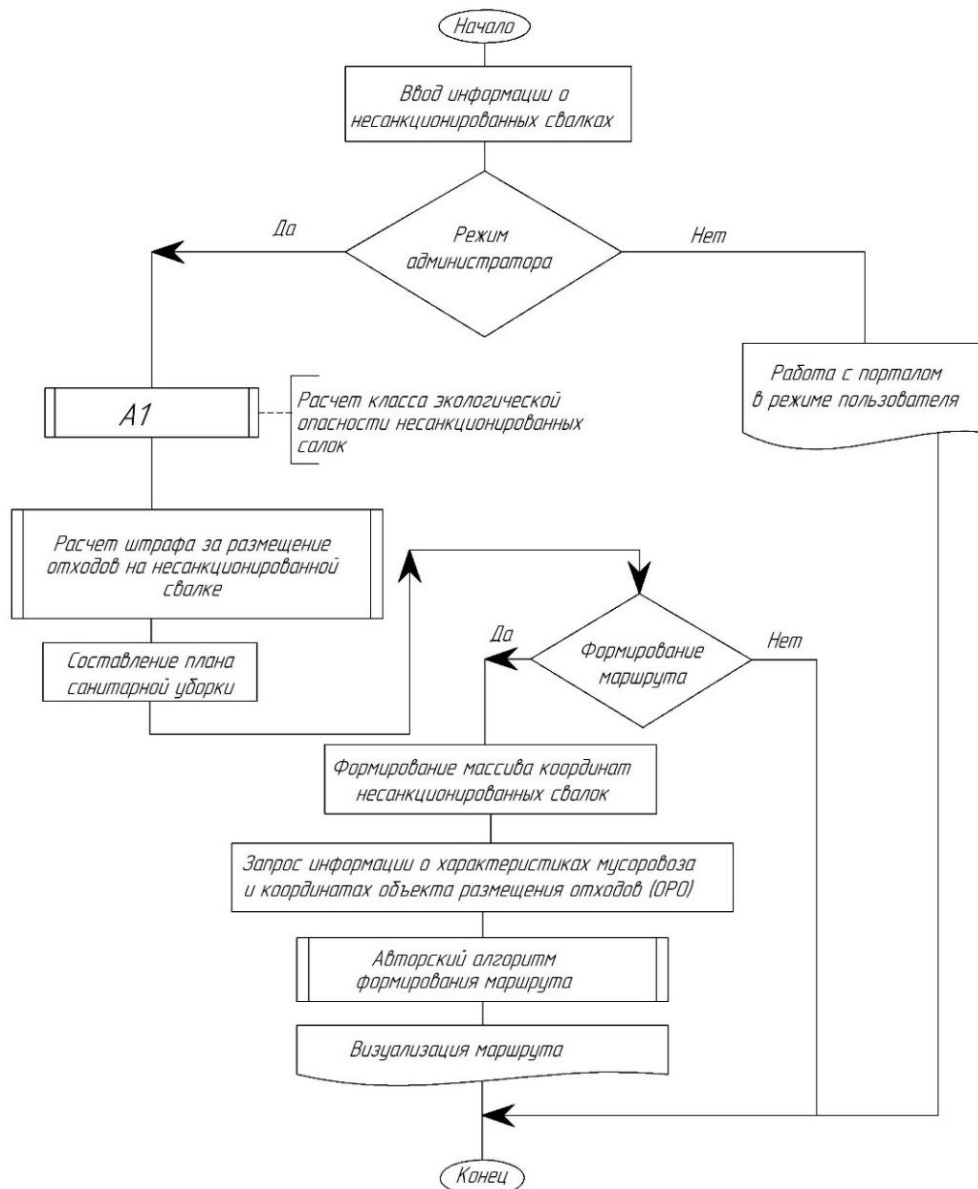 Начало
Ввод информации о
несанкционированных свалках
Да
Режим
администратора
Нет
Работа с порталом
в режиме пользователя
А1
Расчет класса экологической
опасности несанкционированных
салок
Расчет штрафа за размещение
отходов на несанкционированной
свалке
Составление плана
санитарной уборки
Да
Формирование
маршрута
Нет
Формирование массива координат
несанкционированных свалок
Запрос информации о характеристиках мусоровоза
и координатах объекта размещения отходов (ОРО)
Авторский алгоритм
формирования маршрута
Визуализация маршрута
Конец